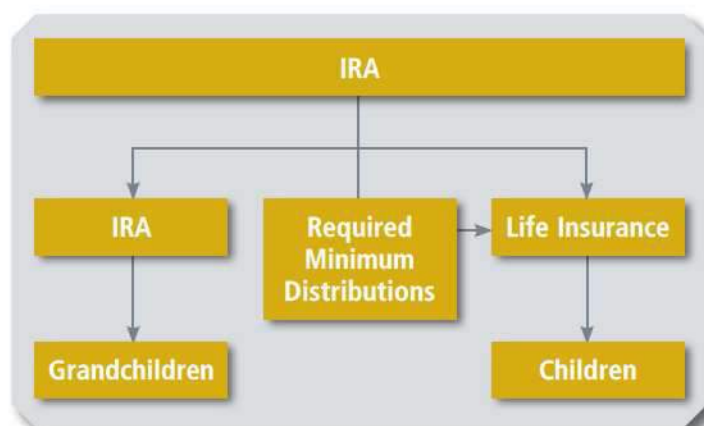 IRA
IRA
Required
Minimum
Distributions
Life Insurance
Grandchildren
Children